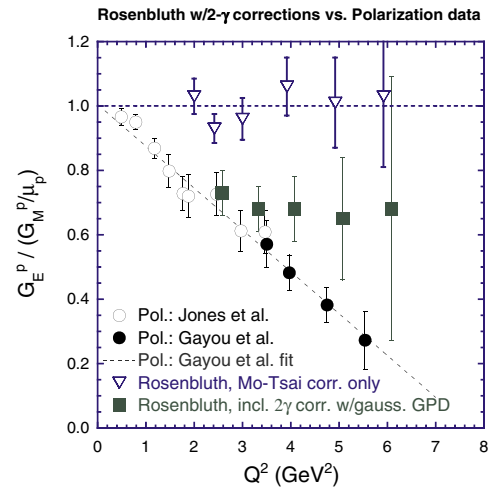 Rosenbluth w/2-γ corrections vs. Polarization data
1.2
1.0
0.8
0.6
0.4
0.2
0.0
G_E^p / (G_M^p/μ_p)
Pol.: Jones et al.
Pol.: Gayou et al.
Pol.: Gayou et al. fit
Rosenbluth, Mo-Tsai corr. only
Rosenbluth, incl. 2γ corr. w/gauss. GPD
0 1 2 3 4 5 6 7 8
Q² (GeV²)